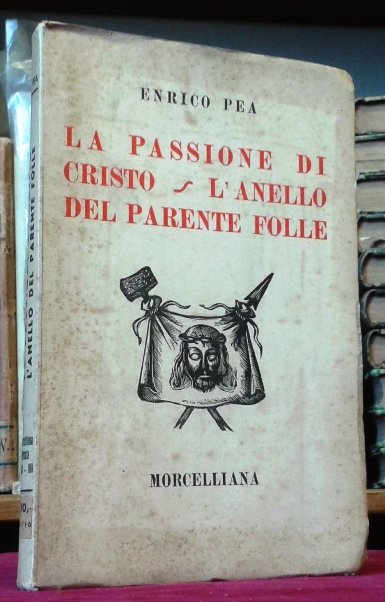 ENRICO PEA
LA PASSIONE DI
CRISTO ~ L'ANELLO
DEL PARENTE FOLLE
MORCELLIANA
L'ANELLO DEL PARENTE FOLLE